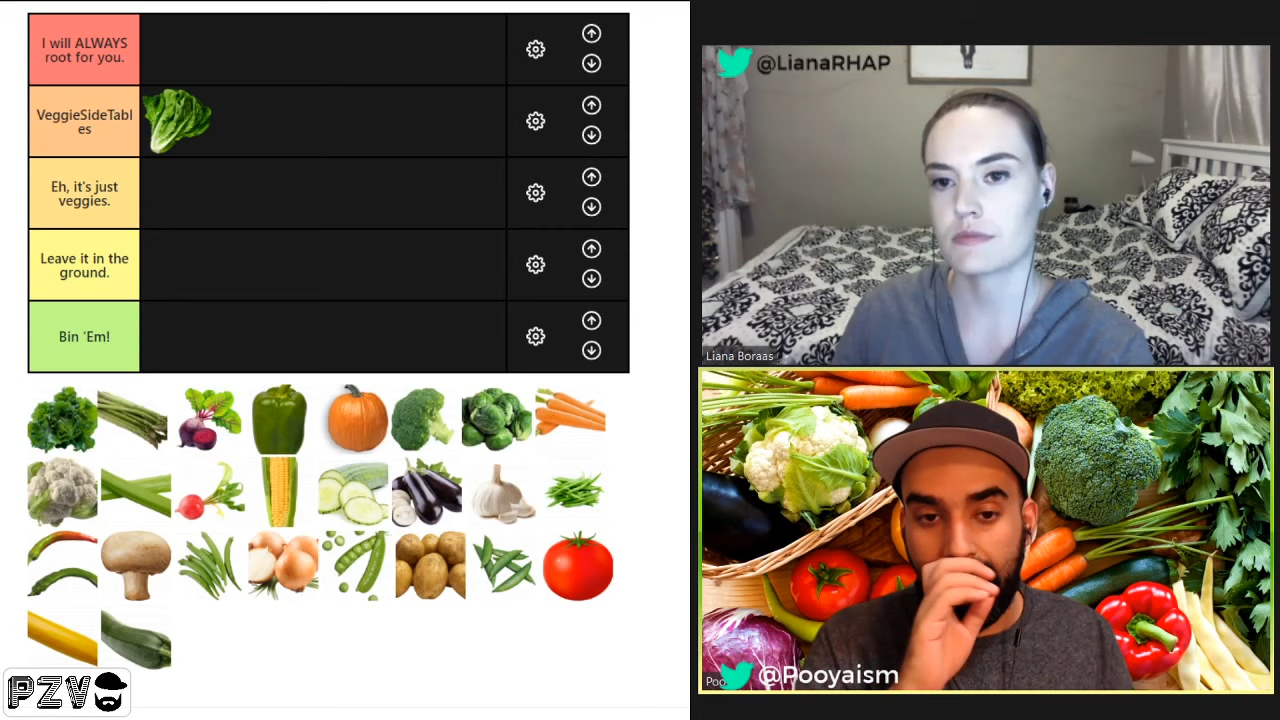 I will ALWAYS
root for you.
VeggieSideTabl
es
Eh, it's just
veggies.
Leave it in the
ground.
Bin 'Em!
PZV
@LianaRHAP
Liana Boraas
Poo
@Pooyaism